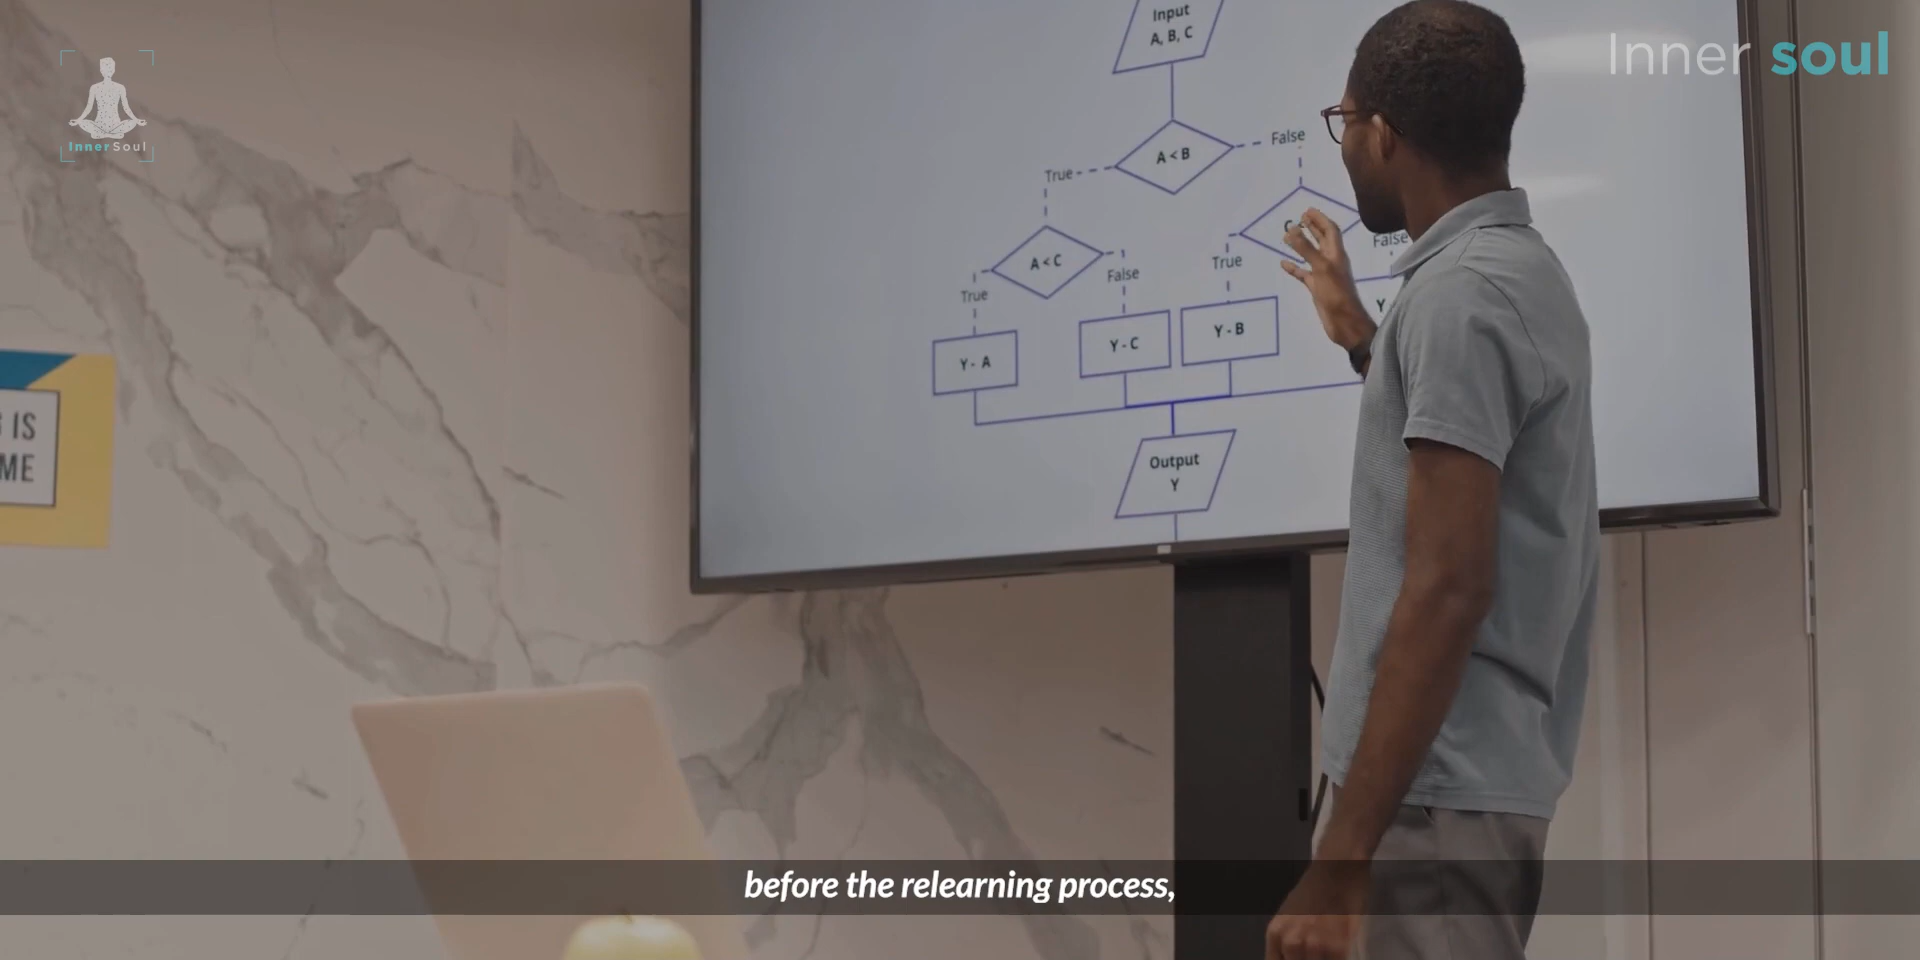 Inner soul
InnerSoul
Input
A, B, C
A < B
False
True
A < C
False
True
True
False
Y - A
Y - C
Y - B
Y
Output
Y
IS
ME
before the relearning process,